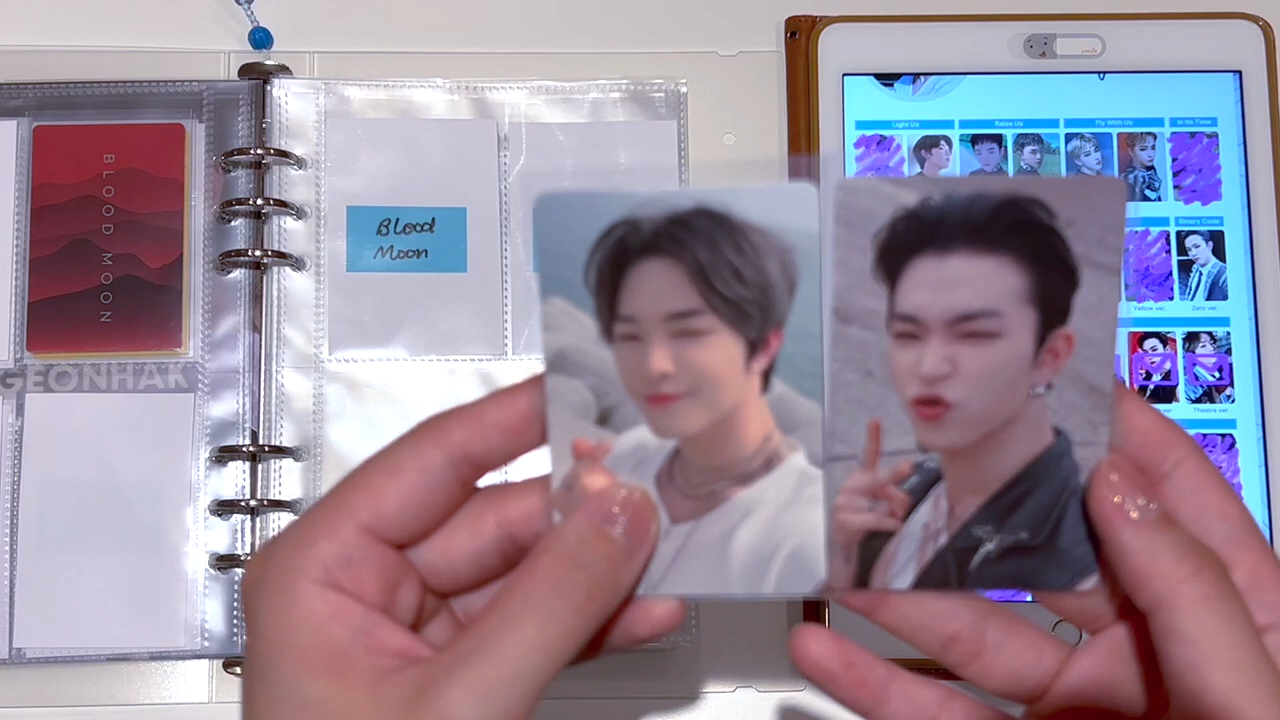 BLOOD MOON
GEONHAK
Blood
Moon
smile
Light Us
Raise Us
Fly With Us
In Its Time
Binary Code
Yellow ver.
Zero ver.
Theatre ver.